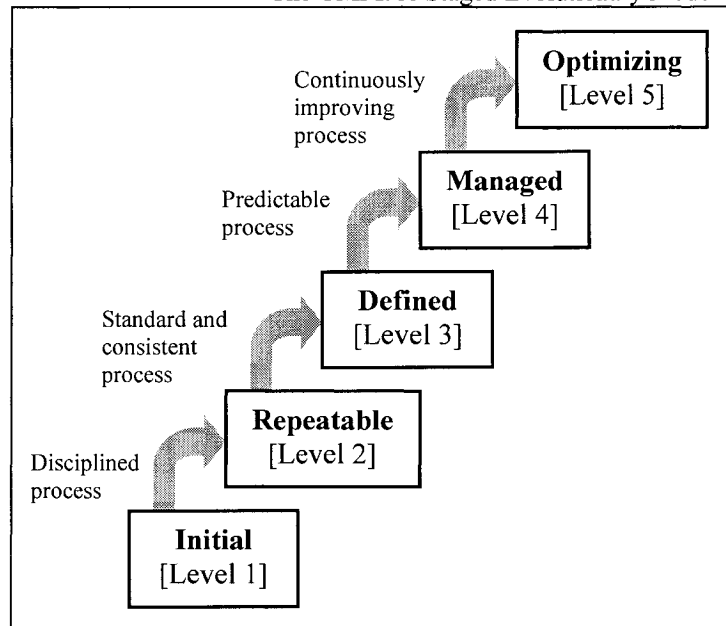 Optimizing
[Level 5]
Continuously
improving
process
Managed
[Level 4]
Predictable
process
Defined
[Level 3]
Standard and
consistent
process
Repeatable
[Level 2]
Disciplined
process
Initial
[Level 1]